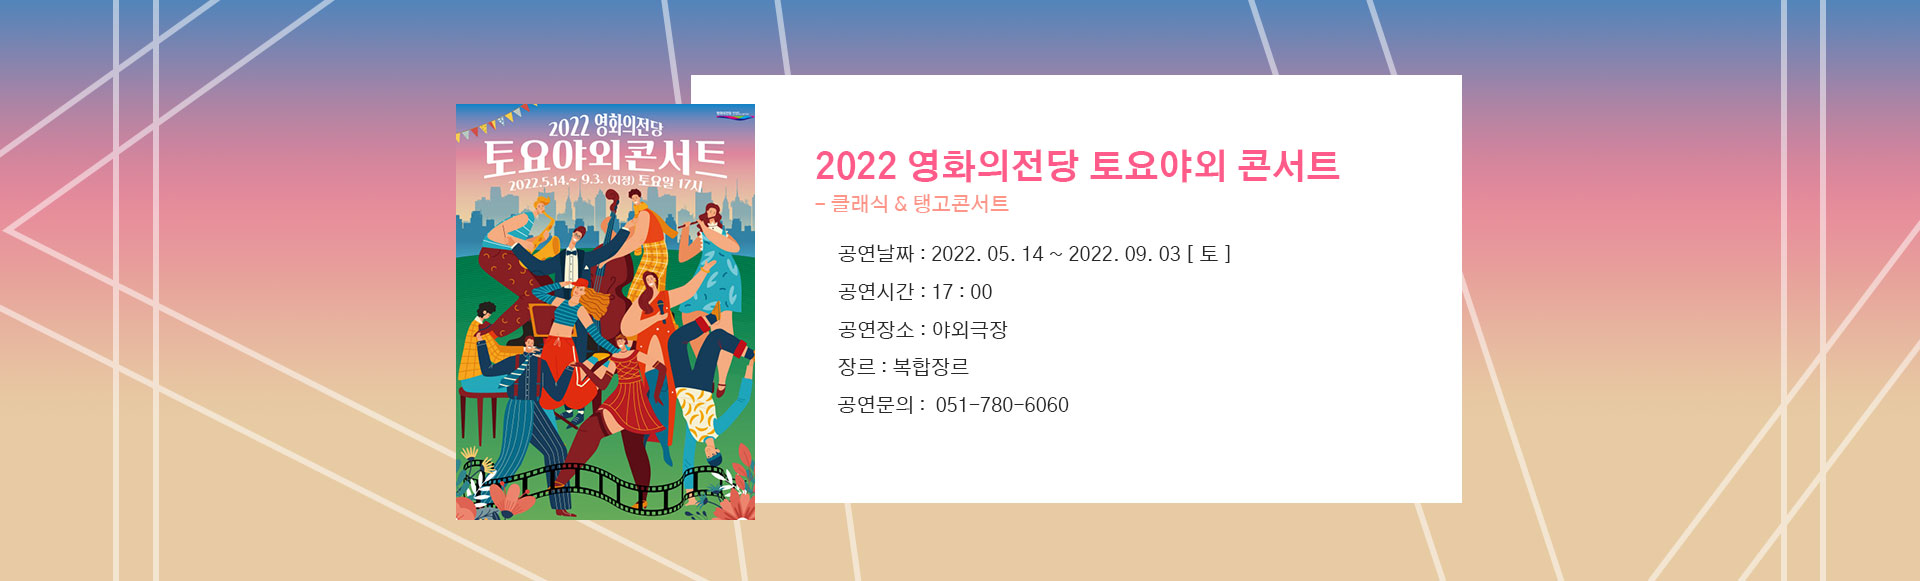 2022 영화의전당
토요야외콘서트
2022.5.14.~ 9.3. (지정) 토요일 17시
2022 영화의전당 토요야외 콘서트
- 클래식 & 탱고콘서트
공연날짜 : 2022. 05. 14 ~ 2022. 09. 03 [ 토 ]
공연시간 : 17 : 00
공연장소 : 야외극장
장르 : 복합장르
공연문의 : 051-780-6060